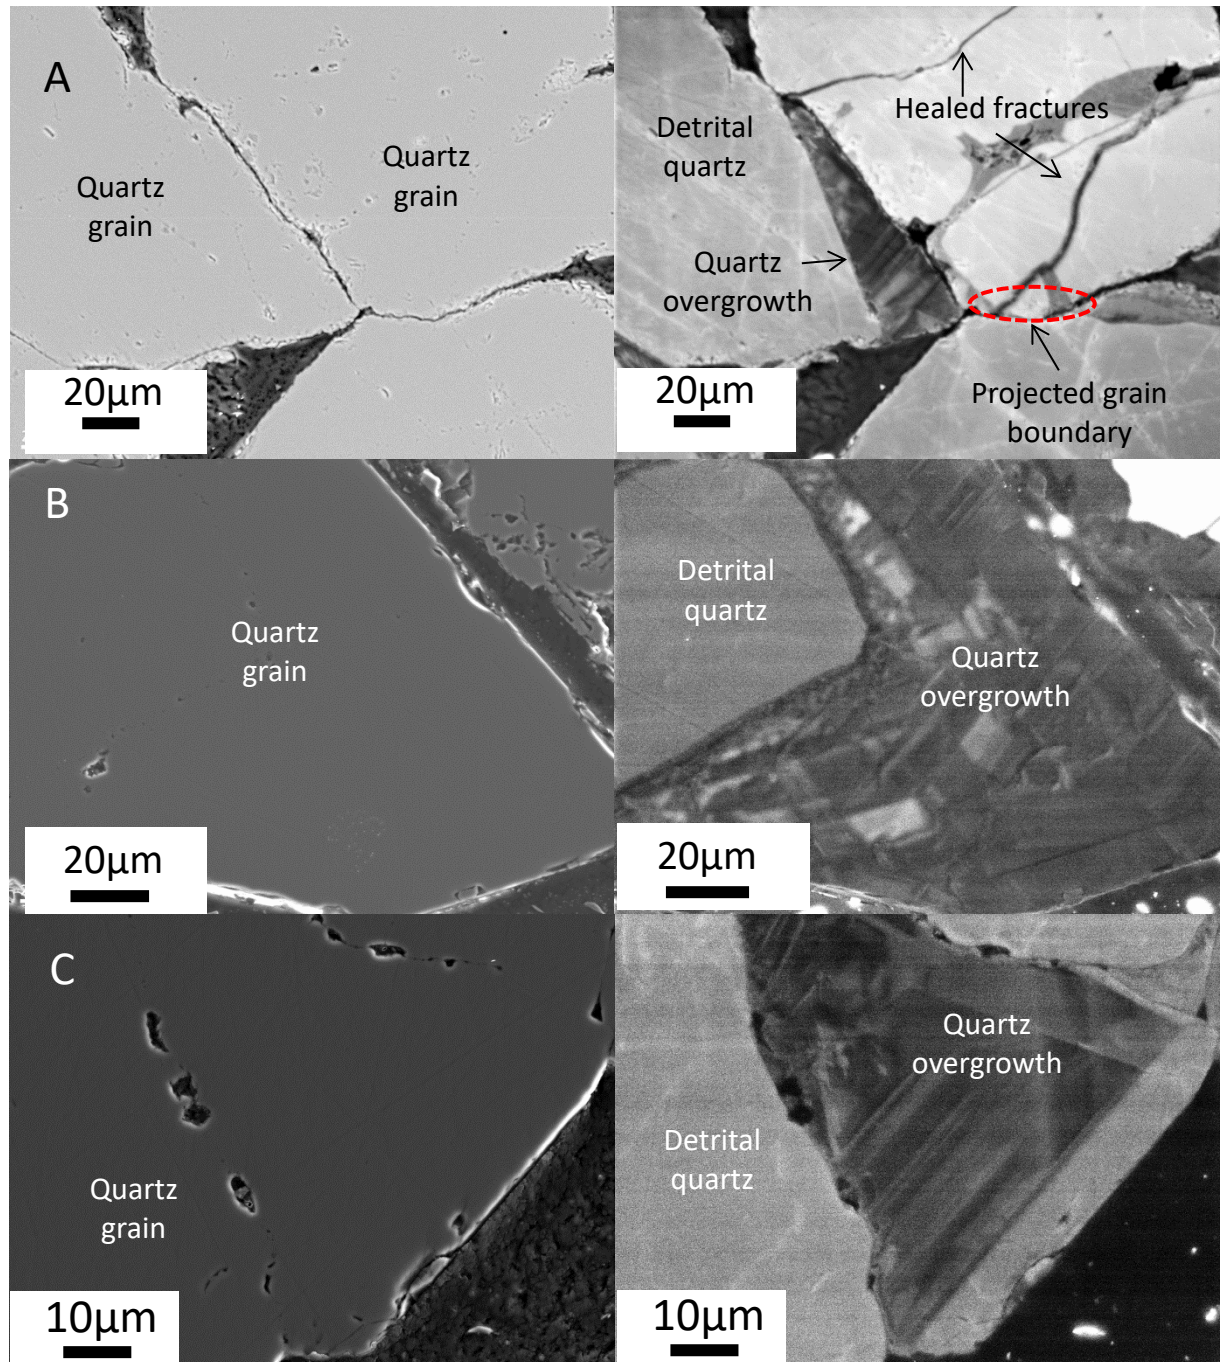 A
Quartz
grain
Quartz
grain
20µm
Healed fractures
Detrital
quartz
Quartz
overgrowth
Projected grain
boundary
20µm
B
Quartz
grain
20µm
Detrital
quartz
Quartz
overgrowth
20µm
C
Quartz
grain
10µm
Quartz
overgrowth
Detrital
quartz
10µm